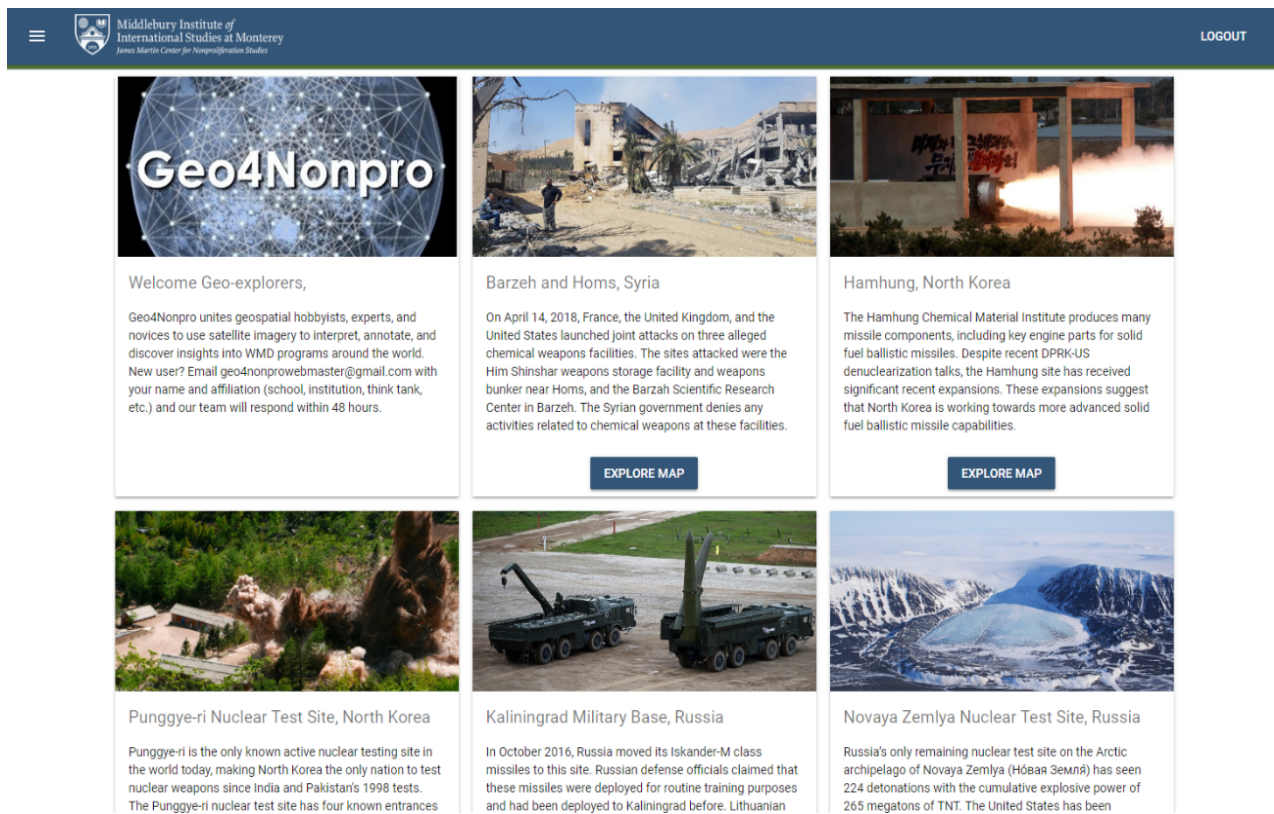 Middlebury Institute of
International Studies at Monterey
James Martin Center for Nonproliferation Studies
LOGOUT
Geo4Nonpro
Welcome Geo-explorers,
Geo4Nonpro unites geospatial hobbyists, experts, and
novices to use satellite imagery to interpret, annotate, and
discover insights into WMD programs around the world.
New user? Email geo4nonprowebmaster@gmail.com with
your name and affiliation (school, institution, think tank,
etc.) and our team will respond within 48 hours.
Barzeh and Homs, Syria
On April 14, 2018, France, the United Kingdom, and the
United States launched joint attacks on three alleged
chemical weapons facilities. The sites attacked were the
Him Shinshar weapons storage facility and weapons
bunker near Homs, and the Barzah Scientific Research
Center in Barzeh. The Syrian government denies any
activities related to chemical weapons at these facilities.
EXPLORE MAP
Hamhung, North Korea
The Hamhung Chemical Material Institute produces many
missile components, including key engine parts for solid
fuel ballistic missiles. Despite recent DPRK-US
denuclearization talks, the Hamhung site has received
significant recent expansions. These expansions suggest
that North Korea is working towards more advanced solid
fuel ballistic missile capabilities.
EXPLORE MAP
Punggye-ri Nuclear Test Site, North Korea
Punggye-ri is the only known active nuclear testing site in
the world today, making North Korea the only nation to test
nuclear weapons since India and Pakistan's 1998 tests.
The Punggye-ri nuclear test site has four known entrances
Kaliningrad Military Base, Russia
In October 2016, Russia moved its Iskander-M class
missiles to this site. Russian defense officials claimed that
these missiles were deployed for routine training purposes
and had been deployed to Kaliningrad before. Lithuanian
Novaya Zemlya Nuclear Test Site, Russia
Russia's only remaining nuclear test site on the Arctic
archipelago of Novaya Zemlya (Но́вая Земля́) has seen
224 detonations with the cumulative explosive power of
265 megatons of TNT. The United States has been